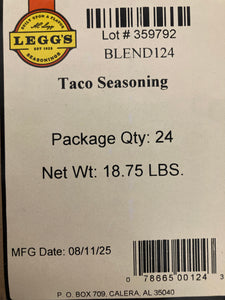 BUILT UPON A FLAVOR
LEGG'S
EST 1923
SEASONINGS
Lot # 359792
BLEND124
Taco Seasoning
Package Qty: 24
Net Wt: 18.75 LBS.
MFG Date: 08/11/25
0 78665 00124 3
P. O. BOX 709, CALERA, AL 35040